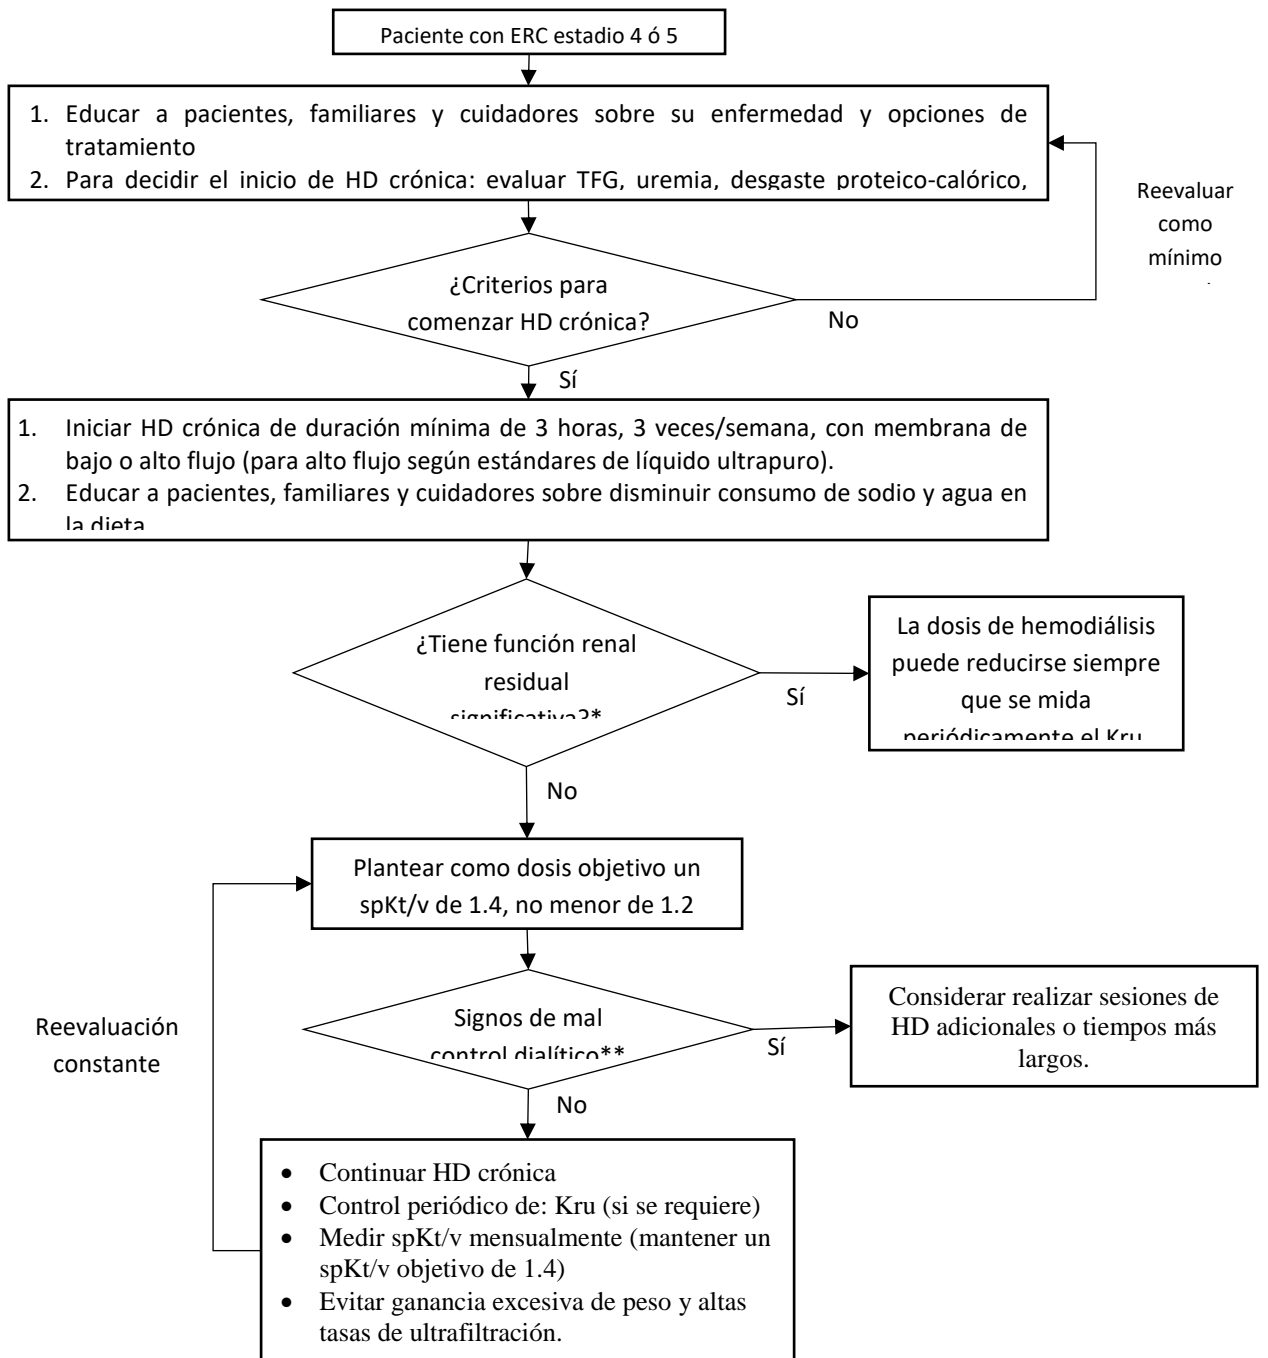 Paciente con ERC estadio 4 ó 5
1. Educar a pacientes, familiares y cuidadores sobre su enfermedad y opciones de
tratamiento
2. Para decidir el inicio de HD crónica: evaluar TFG, uremia, desgaste proteico-calórico,
Reevaluar
como
mínimo
¿Criterios para
comenzar HD crónica?
No
Sí
1. Iniciar HD crónica de duración mínima de 3 horas, 3 veces/semana, con membrana de
bajo o alto flujo (para alto flujo según estándares de líquido ultrapuro).
2. Educar a pacientes, familiares y cuidadores sobre disminuir consumo de sodio y agua en
la dieta
¿Tiene función renal
residual
significativa?*
Sí
La dosis de hemodiálisis
puede reducirse siempre
que se mida
periódicamente el Kru
No
Plantear como dosis objetivo un
spKt/v de 1.4, no menor de 1.2
Reevaluación
constante
Signos de mal
control dialítico**
Sí
Considerar realizar sesiones de
HD adicionales o tiempos más
largos.
No
• Continuar HD crónica
• Control periódico de: Kru (si se requiere)
• Medir spKt/v mensualmente (mantener un
spKt/v objetivo de 1.4)
• Evitar ganancia excesiva de peso y altas
tasas de ultrafiltración.